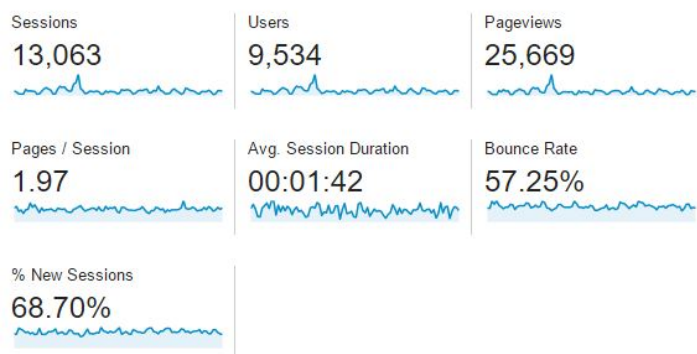 Sessions
13,063
Users
9,534
Pageviews
25,669
Pages / Session
1.97
Avg. Session Duration
00:01:42
Bounce Rate
57.25%
% New Sessions
68.70%